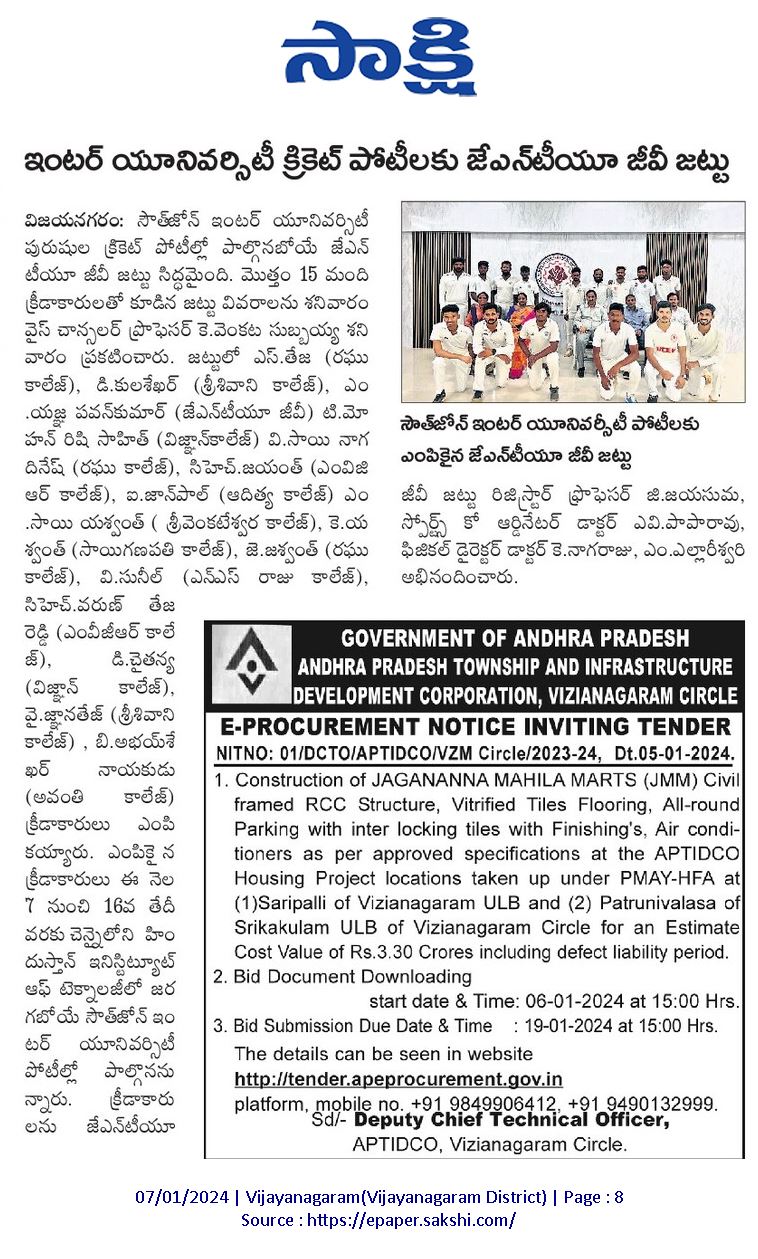 సాక్షి
ఇంటర్ యూనివర్సిటీ క్రికెట్ పోటీలకు జేఎన్‌టీయూ జీవీ జట్టు
విజయనగరం: సౌత్‌జోన్ ఇంటర్ యూనివర్సిటీ
పురుషుల క్రికెట్ పోటీల్లో పాల్గొనబోయే జేఎన్
టీయూ జీవీ జట్టు సిద్ధమైంది. మొత్తం 15 మంది
క్రీడాకారులతో కూడిన జట్టు వివరాలను శనివారం
వైస్ చాన్సలర్ ప్రొఫెసర్ కె.వెంకట సుబ్బయ్య శని
వారం ప్రకటించారు. జట్టులో ఎస్.తేజ (రఘు
కాలేజ్), డి.కులశేఖర్ (శ్రీశివాని కాలేజ్), ఎం
.యజ్ఞ పవన్‌కుమార్ (జేఎన్‌టీయూ జీవీ) టి.మో
హన్ రిషి సాహిత్ (విజ్ఞాన్‌కాలేజ్) వి.సాయి నాగ
దినేష్ (రఘు కాలేజ్), సిహెచ్.జయంత్ (ఎంవిజి
ఆర్ కాలేజ్), ఐ.జాన్‌పాల్ (ఆదిత్య కాలేజ్) ఎం
.సాయి యశ్వంత్ ( శ్రీవెంకటేశ్వర కాలేజ్), కె.య
శ్వంత్ (సాయిగణపతి కాలేజ్), జె.జశ్వంత్ (రఘు
కాలేజ్), వి.సునీల్ (ఎన్ఎస్ రాజు కాలేజ్),
సిహెచ్.వరుణ్ తేజ
రెడ్డి (ఎంవీజీఆర్ కాలే
జ్), డి.చైతన్య
(విజ్ఞాన్ కాలేజ్),
వై.జ్ఞానతేజ్ (శ్రీశివాని
కాలేజ్) , బి.అభయ్‌శే
ఖర్ నాయకుడు
(అవంతి కాలేజ్)
క్రీడాకారులు ఎంపి
కయ్యారు. ఎంపికై న
క్రీడాకారులు ఈ నెల
7 నుంచి 16వ తేదీ
వరకు చెన్నైలోని హిం
దుస్తాన్ ఇనిస్టిట్యూట్
ఆఫ్ టెక్నాలజీలో జర
గబోయే సౌత్‌జోన్ ఇం
టర్ యూనివర్సిటీ
పోటీల్లో పాల్గొనను
న్నారు. క్రీడాకారు
లను జేఎన్‌టీయూ
సౌత్‌జోన్ ఇంటర్ యూనివర్సిటీ పోటీలకు
ఎంపికైన జేఎన్‌టీయూ జీవీ జట్టు
జీవీ జట్టు రిజిస్ట్రార్ ప్రొఫెసర్ జి.జయసుమ,
స్పోర్ట్స్ కో ఆర్డినేటర్ డాక్టర్ ఎవి.పాపారావు,
ఫిజికల్ డైరెక్టర్ డాక్టర్ కె.నాగరాజు, ఎం.ఎల్లారీశ్వరి
అభినందించారు.
GOVERNMENT OF ANDHRA PRADESH
ANDHRA PRADESH TOWNSHIP AND INFRASTRUCTURE
DEVELOPMENT CORPORATION, VIZIANAGARAM CIRCLE
E-PROCUREMENT NOTICE INVITING TENDER
NITNO: 01/DCTO/APTIDCO/VZM Circle/2023-24, Dt.05-01-2024.
1. Construction of JAGANANNA MAHILA MARTS (JMM) Civil
framed RCC Structure, Vitrified Tiles Flooring, All-round
Parking with inter locking tiles with Finishing's, Air condi-
tioners as per approved specifications at the APTIDCO
Housing Project locations taken up under PMAY-HFA at
(1)Saripalli of Vizianagaram ULB and (2) Patrunivalasa of
Srikakulam ULB of Vizianagaram Circle for an Estimate
Cost Value of Rs.3.30 Crores including defect liability period.
2. Bid Document Downloading
start date & Time: 06-01-2024 at 15:00 Hrs.
3. Bid Submission Due Date & Time : 19-01-2024 at 15:00 Hrs.
The details can be seen in website
http://tender.apeprocurement.gov.in
platform, mobile no. +91 9849906412, +91 9490132999.
Sd/- Deputy Chief Technical Officer,
APTIDCO, Vizianagaram Circle.
07/01/2024 | Vijayanagaram(Vijayanagaram District) | Page : 8
Source : https://epaper.sakshi.com/